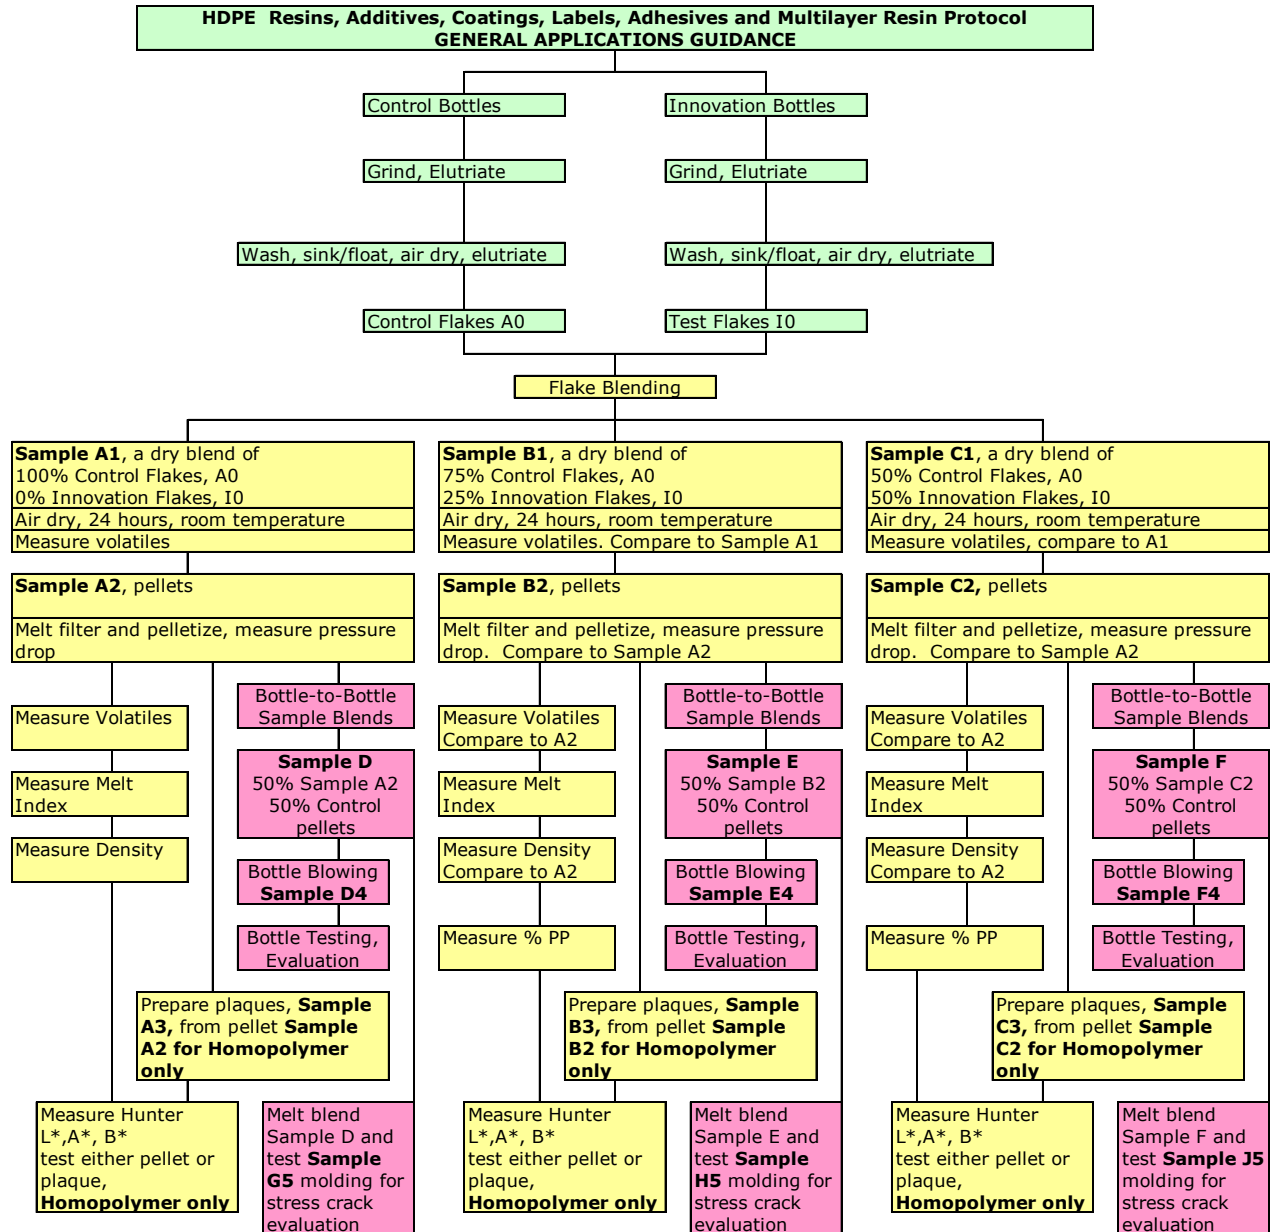 HDPE  Resins, Additives, Coatings, Labels, Adhesives and Multilayer Resin Protocol
GENERAL APPLICATIONS GUIDANCE
Control Bottles
Innovation Bottles
Grind, Elutriate
Grind, Elutriate
Wash, sink/float, air dry, elutriate
Wash, sink/float, air dry, elutriate
Control Flakes A0
Test Flakes I0
Flake Blending
Sample A1, a dry blend of
100% Control Flakes, A0
0% Innovation Flakes, I0
Air dry, 24 hours, room temperature
Measure volatiles
Sample B1, a dry blend of
75% Control Flakes, A0
25% Innovation Flakes, I0
Air dry, 24 hours, room temperature
Measure volatiles. Compare to Sample A1
Sample C1, a dry blend of
50% Control Flakes, A0
50% Innovation Flakes, I0
Air dry, 24 hours, room temperature
Measure volatiles, compare to A1
Sample A2, pellets
Melt filter and pelletize, measure pressure
drop
Sample B2, pellets
Melt filter and pelletize, measure pressure
drop.  Compare to Sample A2
Sample C2, pellets
Melt filter and pelletize, measure pressure
drop.  Compare to Sample A2
Measure Volatiles
Measure Melt
Index
Measure Density
Bottle-to-Bottle
Sample Blends
Sample D
50% Sample A2
50% Control
pellets
Bottle Blowing
Sample D4
Bottle Testing,
Evaluation
Prepare plaques, Sample
A3, from pellet Sample
A2 for Homopolymer
only
Measure Hunter
L*,A*, B*
test either pellet or
plaque,
Homopolymer only
Melt blend
Sample D and
test Sample
G5 molding for
stress crack
evaluation
Measure Volatiles
Compare to A2
Measure Melt
Index
Measure Density
Compare to A2
Measure % PP
Bottle-to-Bottle
Sample Blends
Sample E
50% Sample B2
50% Control
pellets
Bottle Blowing
Sample E4
Bottle Testing,
Evaluation
Prepare plaques, Sample
B3, from pellet Sample
B2 for Homopolymer
only
Measure Hunter
L*,A*, B*
test either pellet or
plaque,
Homopolymer only
Melt blend
Sample E and
test Sample
H5 molding for
stress crack
evaluation
Measure Volatiles
Compare to A2
Measure Melt
Index
Measure Density
Compare to A2
Measure % PP
Bottle-to-Bottle
Sample Blends
Sample F
50% Sample C2
50% Control
pellets
Bottle Blowing
Sample F4
Bottle Testing,
Evaluation
Prepare plaques, Sample
C3, from pellet Sample
C2 for Homopolymer
only
Measure Hunter
L*,A*, B*
test either pellet or
plaque,
Homopolymer only
Melt blend
Sample F and
test Sample J5
molding for
stress crack
evaluation